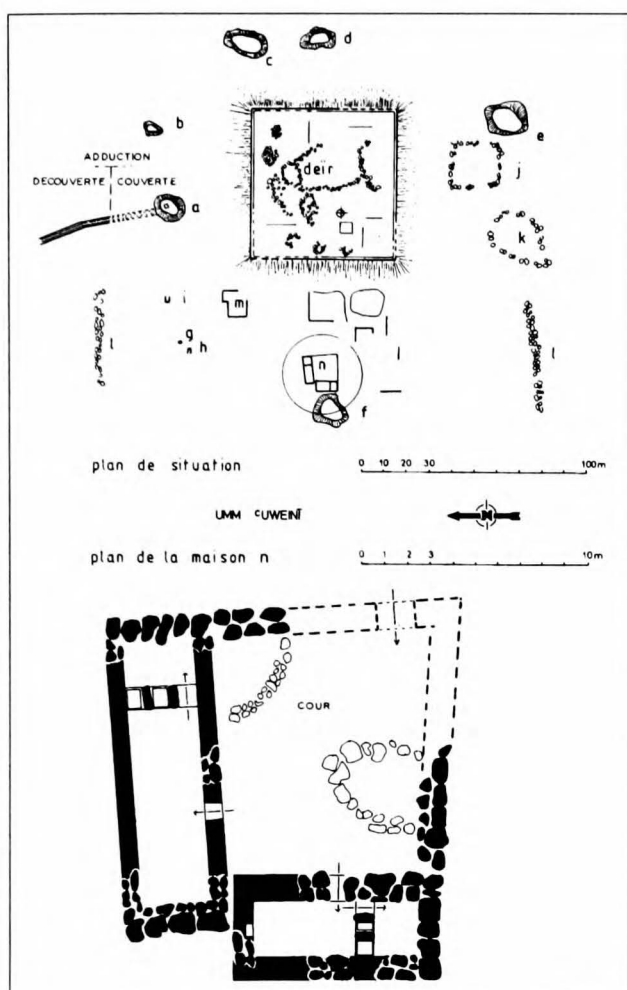 d
c
b
e
ADDUCTION
DECOUVERTE COUVERTE
deïr
j
a
k
u i
m
l
g
n h
n
l
f
plan de situation
0 10 20 30 100m
UMM CUWEINT
N
plan de la maison n
0 1 2 3 10m
COUR